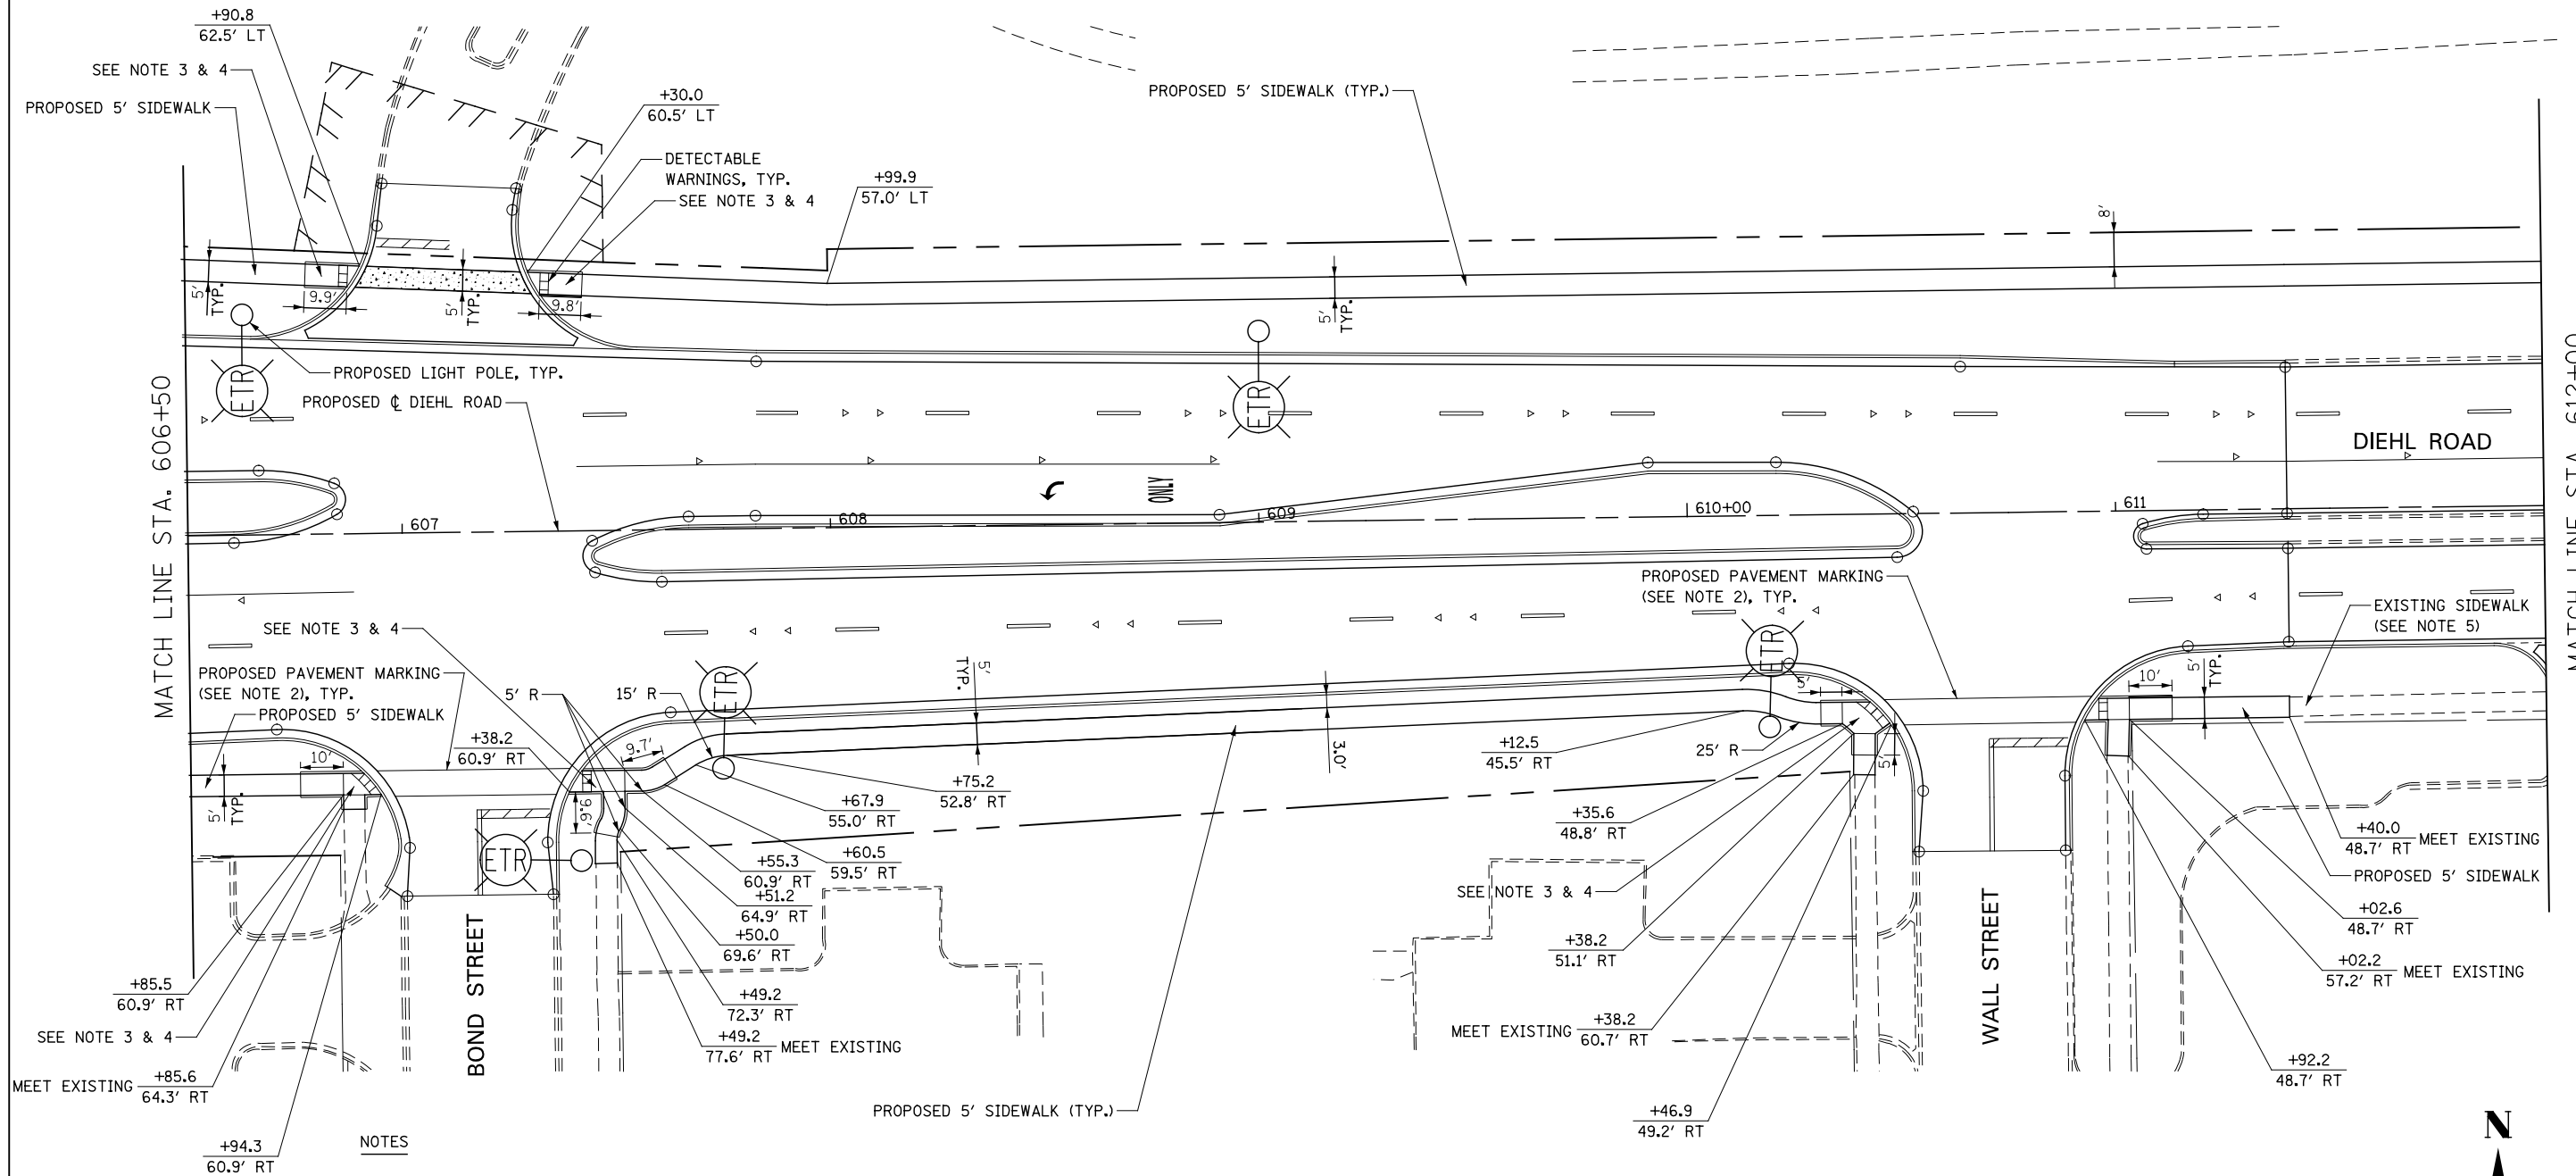 +90.8
62.5' LT
SEE NOTE 3 & 4
PROPOSED 5' SIDEWALK
+30.0
60.5' LT
DETECTABLE
WARNINGS, TYP.
SEE NOTE 3 & 4
+99.9
57.0' LT
PROPOSED 5' SIDEWALK (TYP.)
8'
5'
TYP.
9.9'
5'
TYP.
9.8'
5'
TYP.
ETR
PROPOSED LIGHT POLE, TYP.
PROPOSED ℄ DIEHL ROAD
ETR
MATCH LINE STA. 606+50
MATCH LINE STA. 612+00
DIEHL ROAD
ONLY
607
608
609
610+00
611
PROPOSED PAVEMENT MARKING
(SEE NOTE 2), TYP.
EXISTING SIDEWALK
(SEE NOTE 5)
SEE NOTE 3 & 4
PROPOSED PAVEMENT MARKING
(SEE NOTE 2), TYP.
PROPOSED 5' SIDEWALK
5' R
15' R
ETR
5'
TYP.
ETR
5'
10'
5'
TYP.
+38.2
60.9' RT
9.7'
10'
5'
TYP.
9.6'
3.0'
+12.5
45.5' RT
25' R
5'
+75.2
52.8' RT
+67.9
55.0' RT
+60.5
59.5' RT
+55.3
60.9' RT
+51.2
64.9' RT
+50.0
69.6' RT
+49.2
72.3' RT
+49.2
77.6' RT MEET EXISTING
ETR
+35.6
48.8' RT
SEE NOTE 3 & 4
+38.2
51.1' RT
MEET EXISTING +38.2
60.7' RT
+46.9
49.2' RT
+40.0 MEET EXISTING
48.7' RT
PROPOSED 5' SIDEWALK
+02.6
48.7' RT
+02.2 MEET EXISTING
57.2' RT
+92.2
48.7' RT
BOND STREET
WALL STREET
+85.5
60.9' RT
SEE NOTE 3 & 4
MEET EXISTING +85.6
64.3' RT
+94.3
60.9' RT
PROPOSED 5' SIDEWALK (TYP.)
NOTES
N